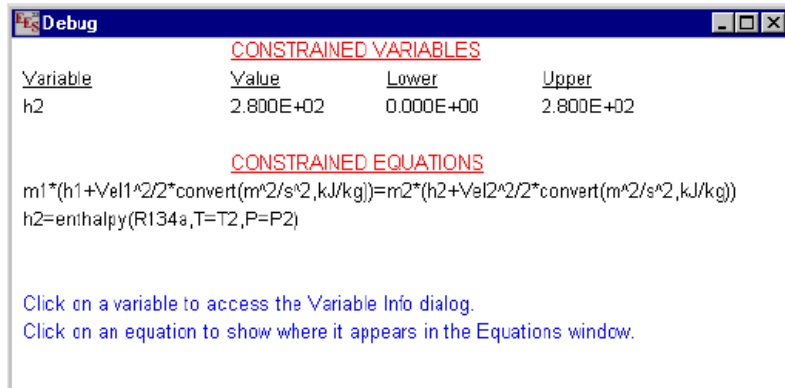 EES Debug
CONSTRAINED VARIABLES
Variable Value Lower Upper
h2 2.800E+02 0.000E+00 2.800E+02
CONSTRAINED EQUATIONS
m1*(h1+Vel1^2/2*convert(m^2/s^2,kJ/kg))=m2*(h2+Vel2^2/2*convert(m^2/s^2,kJ/kg))
h2=enthalpy(R134a,T=T2,P=P2)
Click on a variable to access the Variable Info dialog.
Click on an equation to show where it appears in the Equations window.